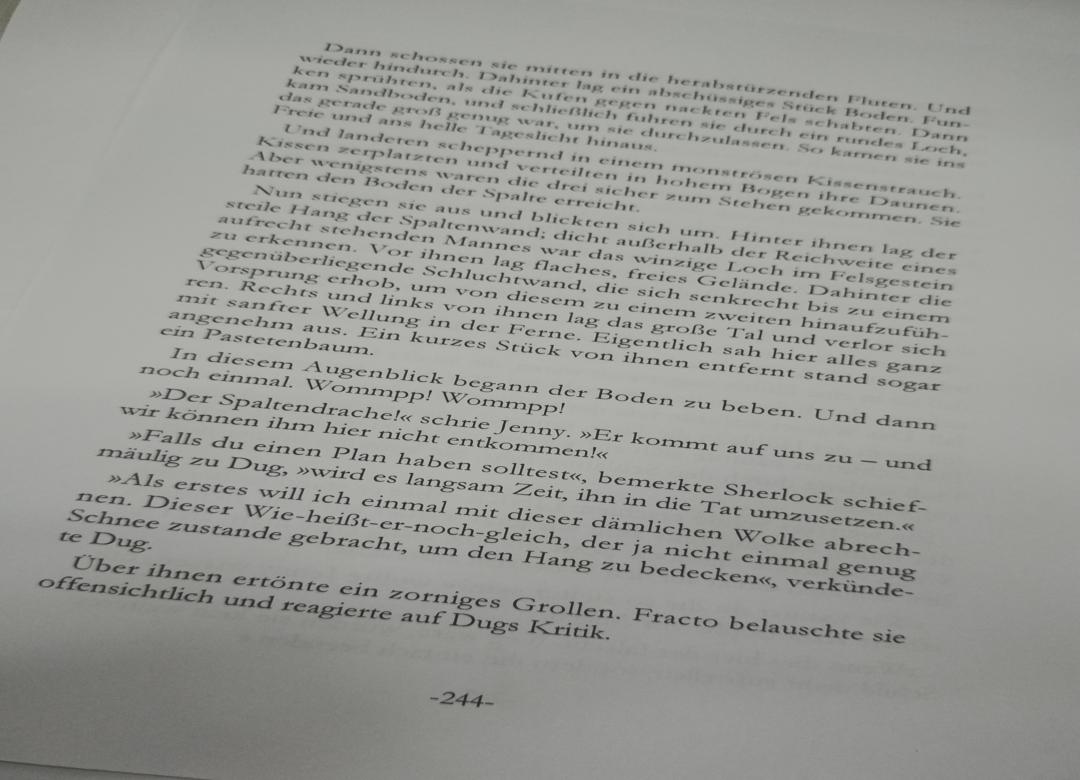 Dann schossen sie mitten in die herabstürzenden Fluten. Und
wieder hindurch. Dahinter lag ein abschüssiges Stück Boden. Fun-
ken sprühten, als die Kufen gegen nackten Fels schabten. Dann
kam Sandboden, und schließlich fuhren sie durch ein rundes Loch,
das gerade groß genug war, um sie durchzulassen. So kamen sie ins
Freie und ans helle Tageslicht hinaus.
Und landeten scheppernd in einem monströsen Kissenstrauch.
Kissen zerplatzten und verteilten in hohem Bogen ihre Daunen.
Aber wenigstens waren die drei sicher zum Stehen gekommen. Sie
hatten den Boden der Spalte erreicht.
Nun stiegen sie aus und blickten sich um. Hinter ihnen lag der
steile Hang der Spaltenwand; dicht außerhalb der Reichweite eines
aufrecht stehenden Mannes war das winzige Loch im Felsgestein
zu erkennen. Vor ihnen lag flaches, freies Gelände. Dahinter die
gegenüberliegende Schluchtwand, die sich senkrecht bis zu einem
Vorsprung erhob, um von diesem zu einem zweiten hinaufzufüh-
ren. Rechts und links von ihnen lag das große Tal und verlor sich
mit sanfter Wellung in der Ferne. Eigentlich sah hier alles ganz
angenehm aus. Ein kurzes Stück von ihnen entfernt stand sogar
ein Pastetenbaum.
In diesem Augenblick begann der Boden zu beben. Und dann
noch einmal. Wommpp! Wommpp!
»Der Spaltendrache!« schrie Jenny. »Er kommt auf uns zu – und
wir können ihm hier nicht entkommen!«
»Falls du einen Plan haben solltest«, bemerkte Sherlock schief-
mäulig zu Dug, »wird es langsam Zeit, ihn in die Tat umzusetzen.«
»Als erstes will ich einmal mit dieser dämlichen Wolke abrech-
nen. Dieser Wie-heißt-er-noch-gleich, der ja nicht einmal genug
Schnee zustande gebracht, um den Hang zu bedecken«, verkünde-
te Dug.
Über ihnen ertönte ein zorniges Grollen. Fracto belauschte sie
offensichtlich und reagierte auf Dugs Kritik.
-244-